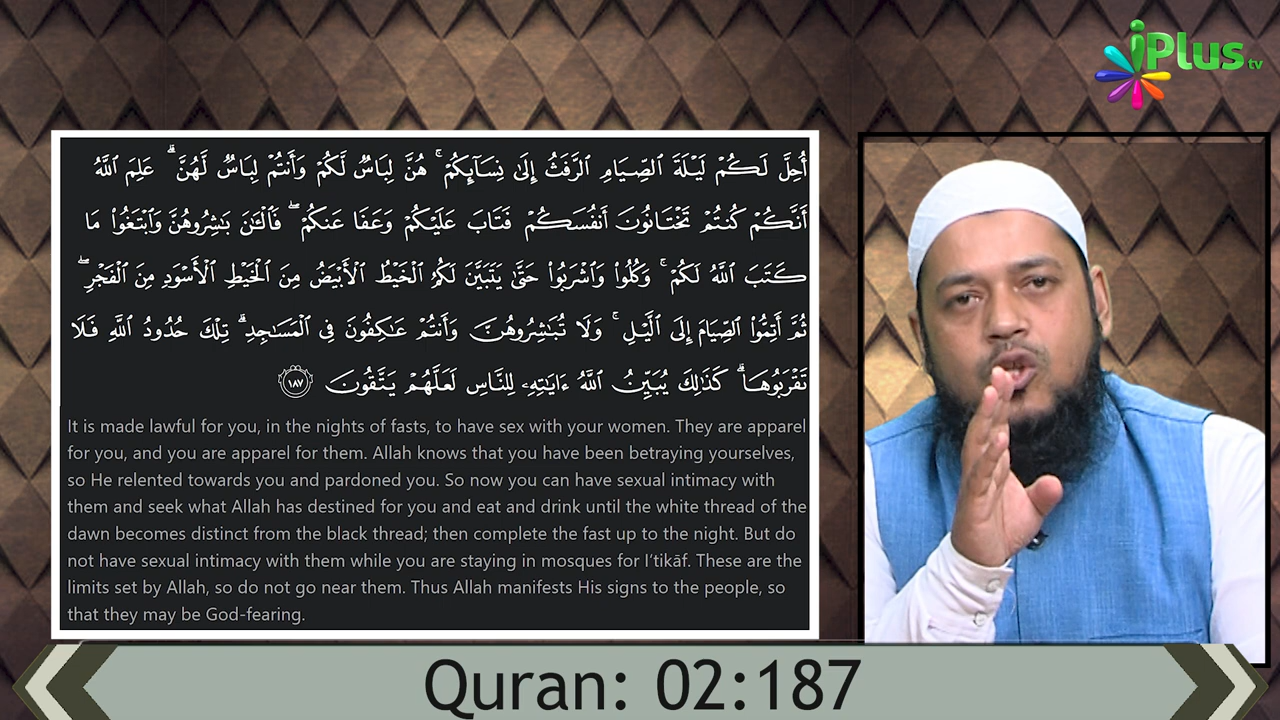 iPlus tv
أُحِلَّ لَكُمْ لَيْلَةَ ٱلصِّيَامِ ٱلرَّفَثُ إِلَىٰ نِسَآئِكُمْ ۚ هُنَّ لِبَاسٌ لَّكُمْ وَأَنتُمْ لِبَاسٌ لَّهُنَّ ۗ عَلِمَ ٱللَّهُ
أَنَّكُمْ كُنتُمْ تَخْتَانُونَ أَنفُسَكُمْ فَتَابَ عَلَيْكُمْ وَعَفَا عَنكُمْ ۖ فَٱلْـَٔـٰنَ بَـٰشِرُوهُنَّ وَٱبْتَغُوا۟ مَا
كَتَبَ ٱللَّهُ لَكُمْ ۚ وَكُلُوا۟ وَٱشْرَبُوا۟ حَتَّىٰ يَتَبَيَّنَ لَكُمُ ٱلْخَيْطُ ٱلْأَبْيَضُ مِنَ ٱلْخَيْطِ ٱلْأَسْوَدِ مِنَ ٱلْفَجْرِ ۖ
ثُمَّ أَتِمُّوا۟ ٱلصِّيَامَ إِلَى ٱلَّيْلِ ۚ وَلَا تُبَـٰشِرُوهُنَّ وَأَنتُمْ عَـٰكِفُونَ فِى ٱلْمَسَـٰجِدِ ۗ تِلْكَ حُدُودُ ٱللَّهِ فَلَا
تَقْرَبُوهَا ۗ كَذَٰلِكَ يُبَيِّنُ ٱللَّهُ ءَايَـٰتِهِۦ لِلنَّاسِ لَعَلَّهُمْ يَتَّقُونَ ١٨٧
It is made lawful for you, in the nights of fasts, to have sex with your women. They are apparel
for you, and you are apparel for them. Allah knows that you have been betraying yourselves,
so He relented towards you and pardoned you. So now you can have sexual intimacy with
them and seek what Allah has destined for you and eat and drink until the white thread of the
dawn becomes distinct from the black thread; then complete the fast up to the night. But do
not have sexual intimacy with them while you are staying in mosques for I‘tikāf. These are the
limits set by Allah, so do not go near them. Thus Allah manifests His signs to the people, so
that they may be God-fearing.
Quran: 02:187